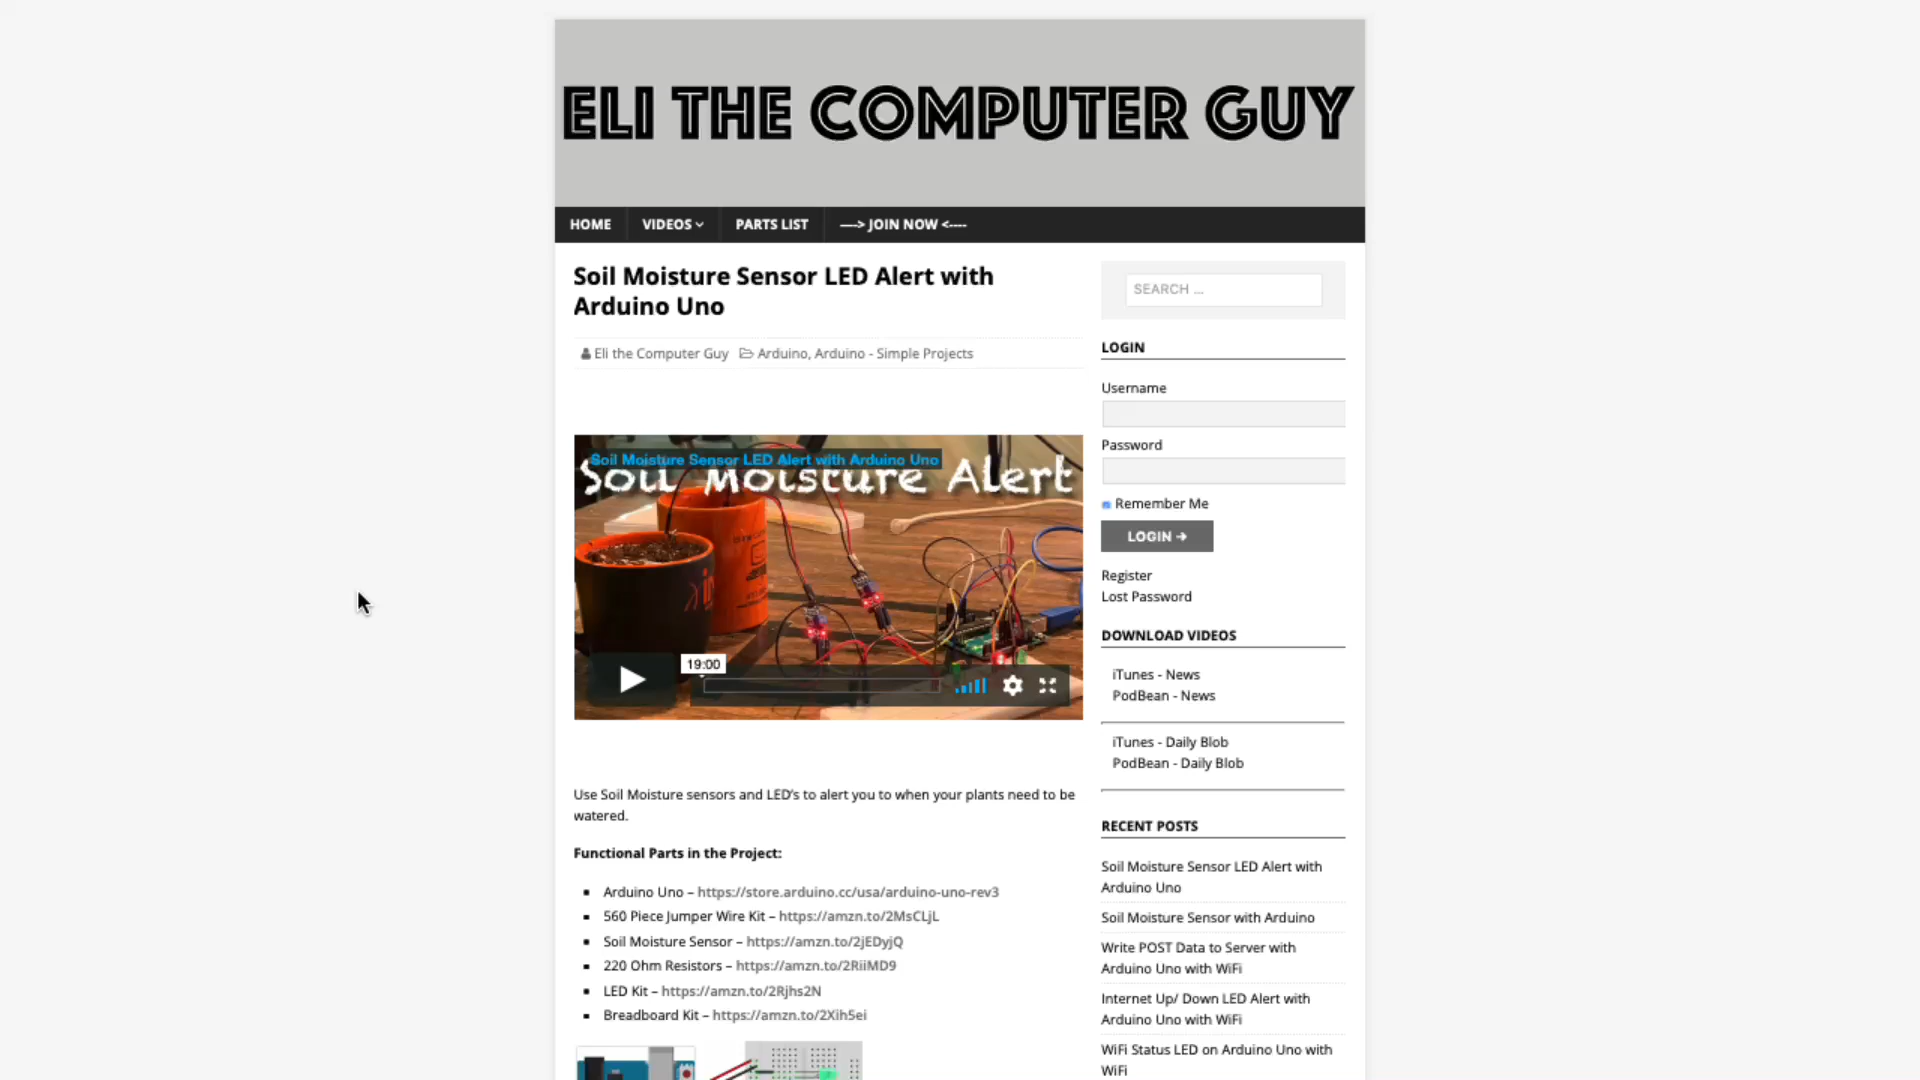 ELI THE COMPUTER GUY
HOME
VIDEOS
PARTS LIST
----> JOIN NOW <----
Soil Moisture Sensor LED Alert with
Arduino Uno
Eli the Computer Guy
Arduino, Arduino - Simple Projects
Soil Moisture Sensor LED Alert with Arduino Uno
Soil Moisture Alert
19:00
Use Soil Moisture sensors and LED's to alert you to when your plants need to be
watered.
Functional Parts in the Project:
Arduino Uno – https://store.arduino.cc/usa/arduino-uno-rev3
560 Piece Jumper Wire Kit – https://amzn.to/2MsCLjL
Soil Moisture Sensor – https://amzn.to/2jEDyjQ
220 Ohm Resistors – https://amzn.to/2RiiMD9
LED Kit – https://amzn.to/2Rjhs2N
Breadboard Kit – https://amzn.to/2Xih5ei
SEARCH ...
LOGIN
Username
Password
Remember Me
LOGIN →
Register
Lost Password
DOWNLOAD VIDEOS
iTunes - News
PodBean - News
iTunes - Daily Blob
PodBean - Daily Blob
RECENT POSTS
Soil Moisture Sensor LED Alert with
Arduino Uno
Soil Moisture Sensor with Arduino
Write POST Data to Server with
Arduino Uno with WiFi
Internet Up/ Down LED Alert with
Arduino Uno with WiFi
WiFi Status LED on Arduino Uno with
WiFi